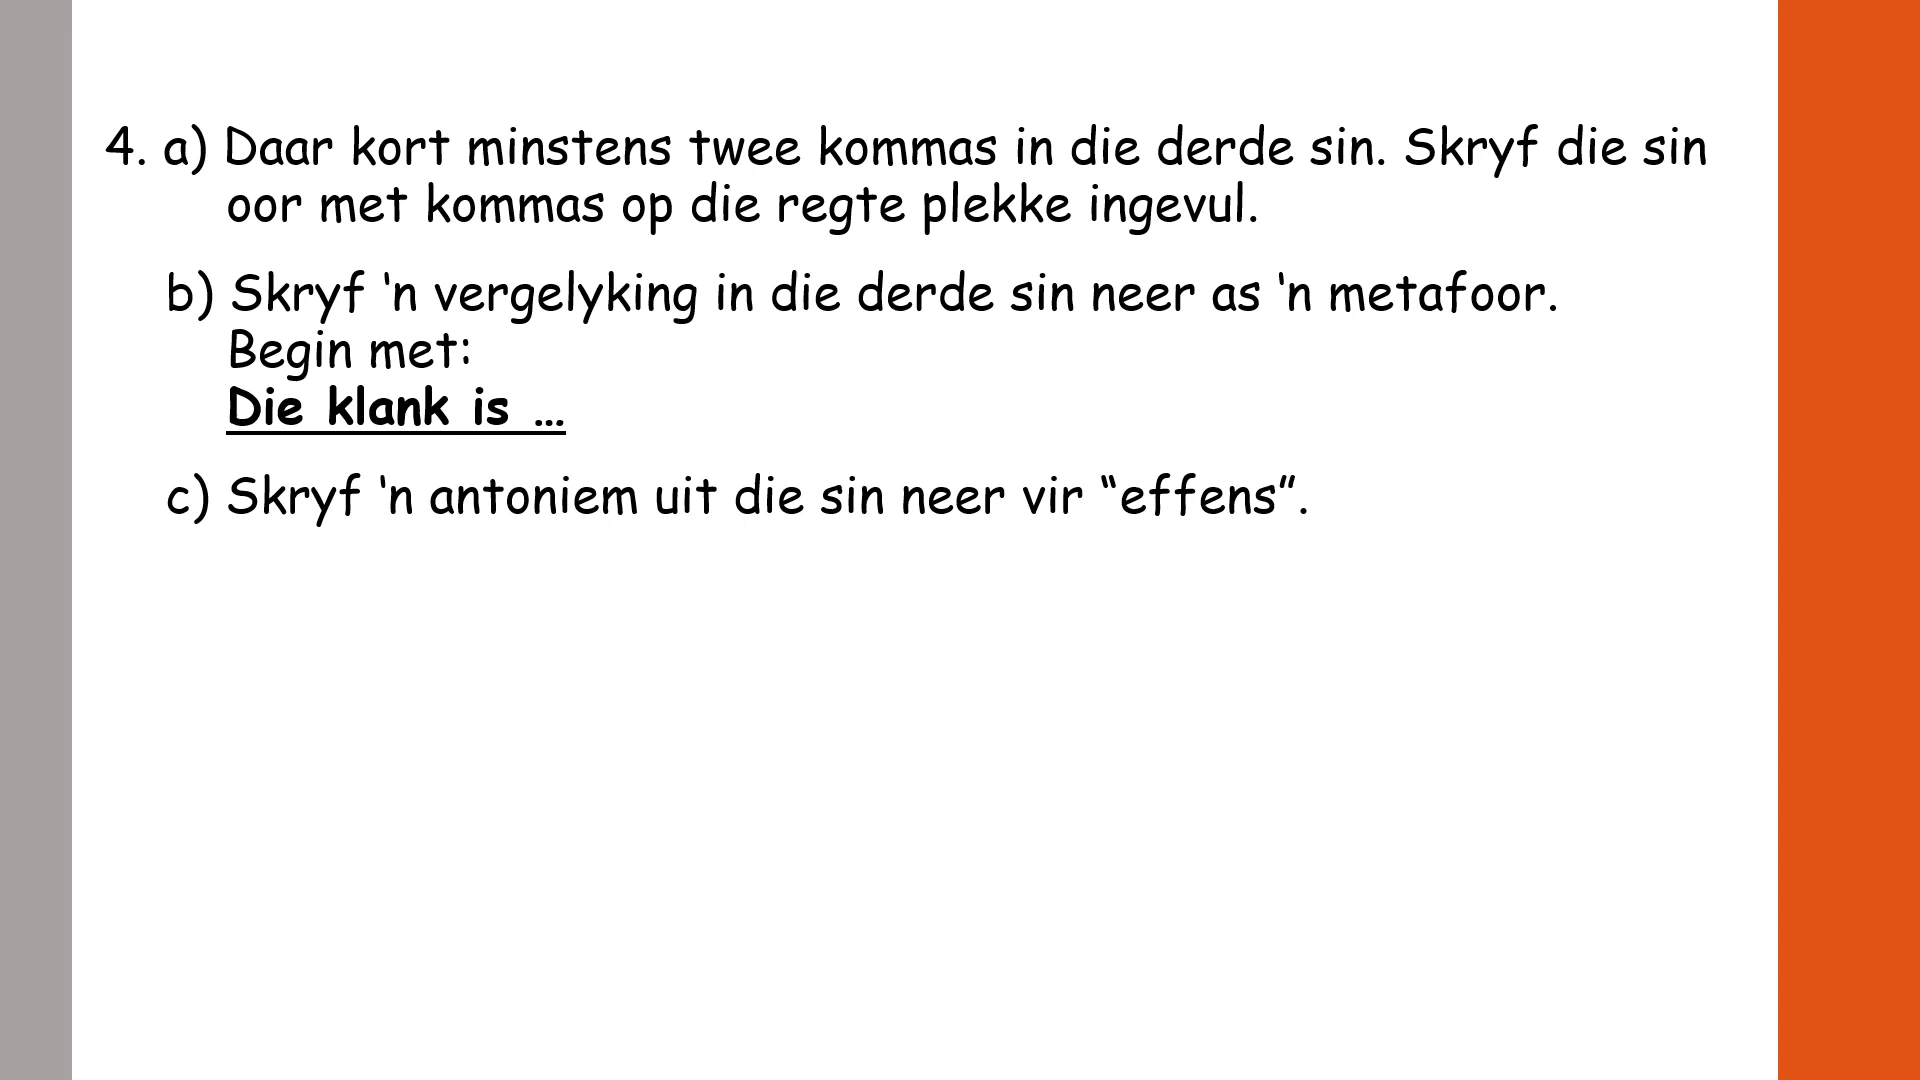 4. a) Daar kort minstens twee kommas in die derde sin. Skryf die sin
oor met kommas op die regte plekke ingevul.
b) Skryf ‘n vergelyking in die derde sin neer as ‘n metafoor.
Begin met:
Die klank is …
c) Skryf ‘n antoniem uit die sin neer vir “effens”.